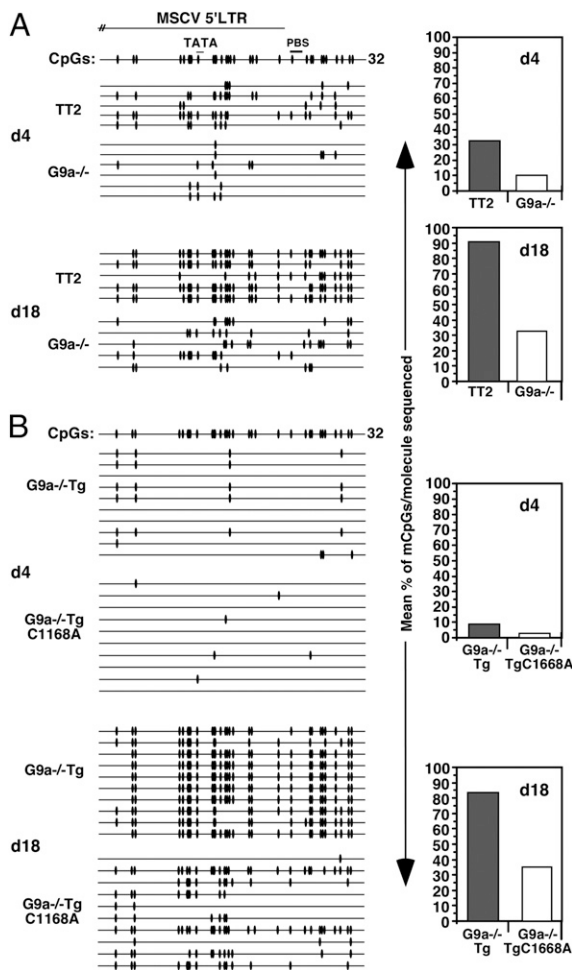 A
MSCV 5'LTR
TATA
PBS
CpGs:
32
TT2
d4
G9a-/-
TT2
d18
G9a-/-
B
CpGs:
32
G9a-/-Tg
d4
G9a-/-Tg
C1168A
G9a-/-Tg
d18
G9a-/-Tg
C1168A
Mean % of mCpGs/molecule sequenced
d4
100
90
80
70
60
50
40
30
20
10
0
TT2
G9a-/-
d18
100
90
80
70
60
50
40
30
20
10
0
TT2
G9a-/-
d4
100
90
80
70
60
50
40
30
20
10
0
G9a-/- G9a-/-
Tg TgC1668A
d18
100
90
80
70
60
50
40
30
20
10
0
G9a-/- G9a-/-
Tg TgC1668A